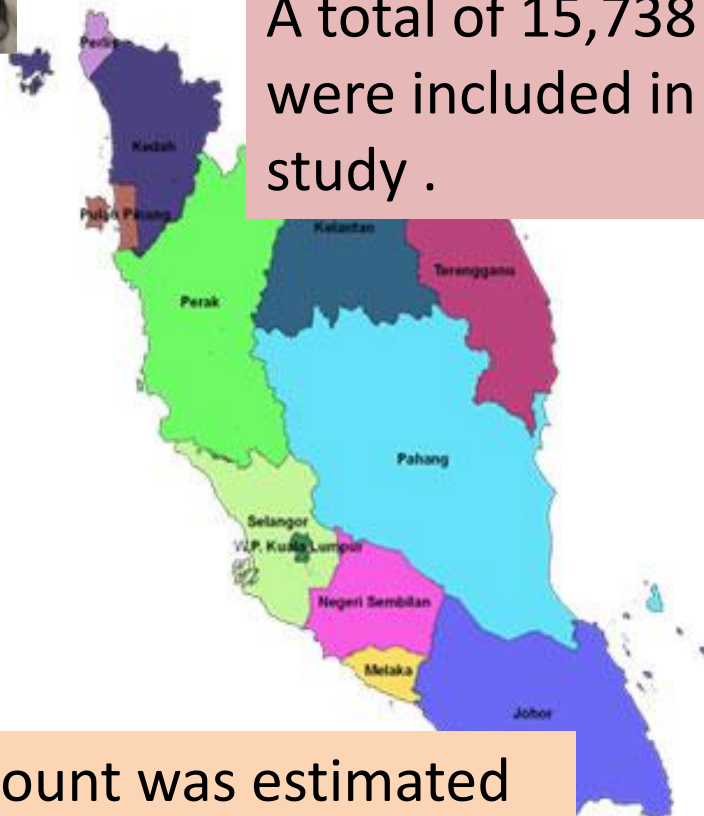 A total of 15,738
were included in
study .
Perlis
Kedah
Pulau Pinang
Kelantan
Terengganu
Perak
Pahang
Selangor
W.P. Kuala Lumpur
Negeri Sembilan
Melaka
Johor
ount was estimated